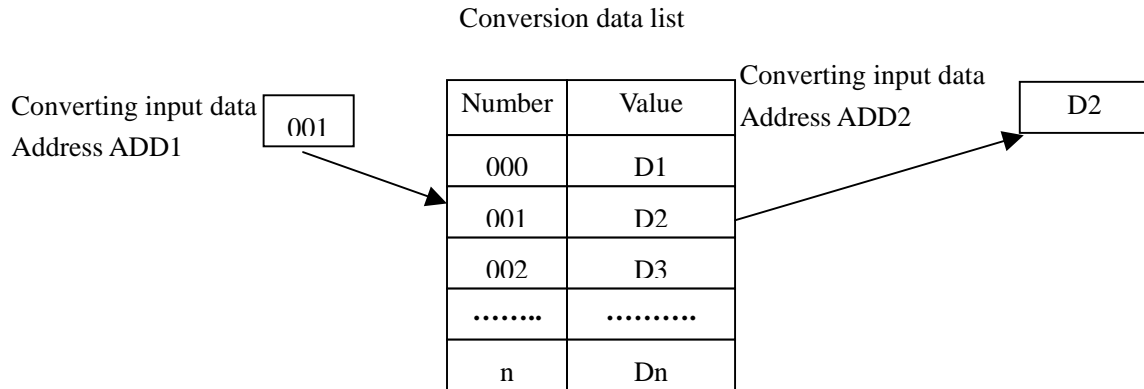 Conversion data list
Converting input data
Address ADD1
001
Number Value
000 D1
001 D2
002 D3
…….. ……….
n Dn
Converting input data
Address ADD2
D2